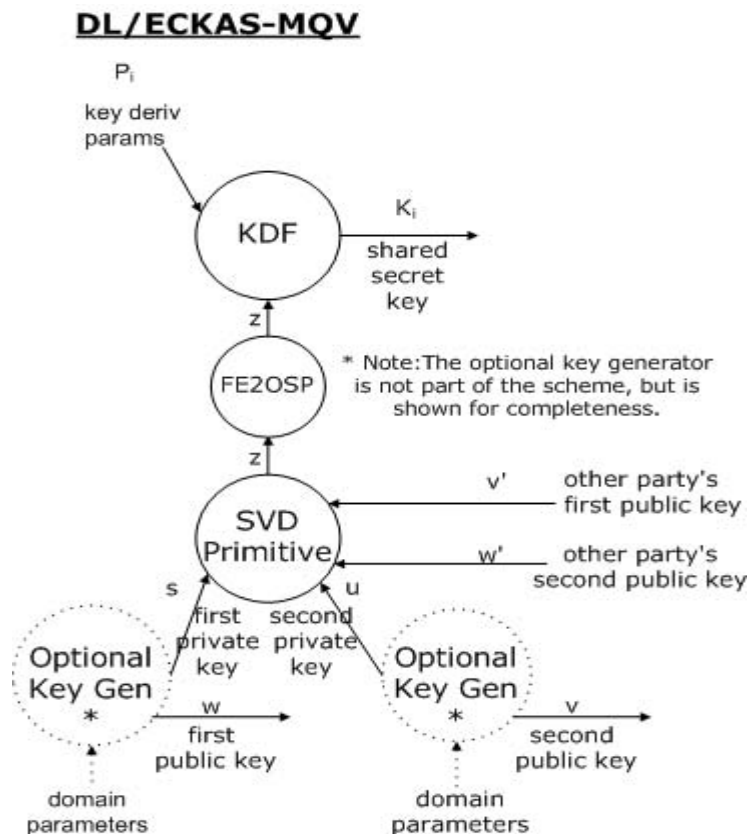 DL/ECKAS-MQV
Pᵢ
key deriv
params
KDF
Kᵢ
shared
secret
key
z
FE2OSP
* Note:The optional key generator
is not part of the scheme, but is
shown for completeness.
z
SVD
Primitive
v'
other party's
first public key
w'
other party's
second public key
s
first
private
key
second
private
key
u
Optional
Key Gen
*
w
first
public key
domain
parameters
Optional
Key Gen
*
v
second
public key
domain
parameters